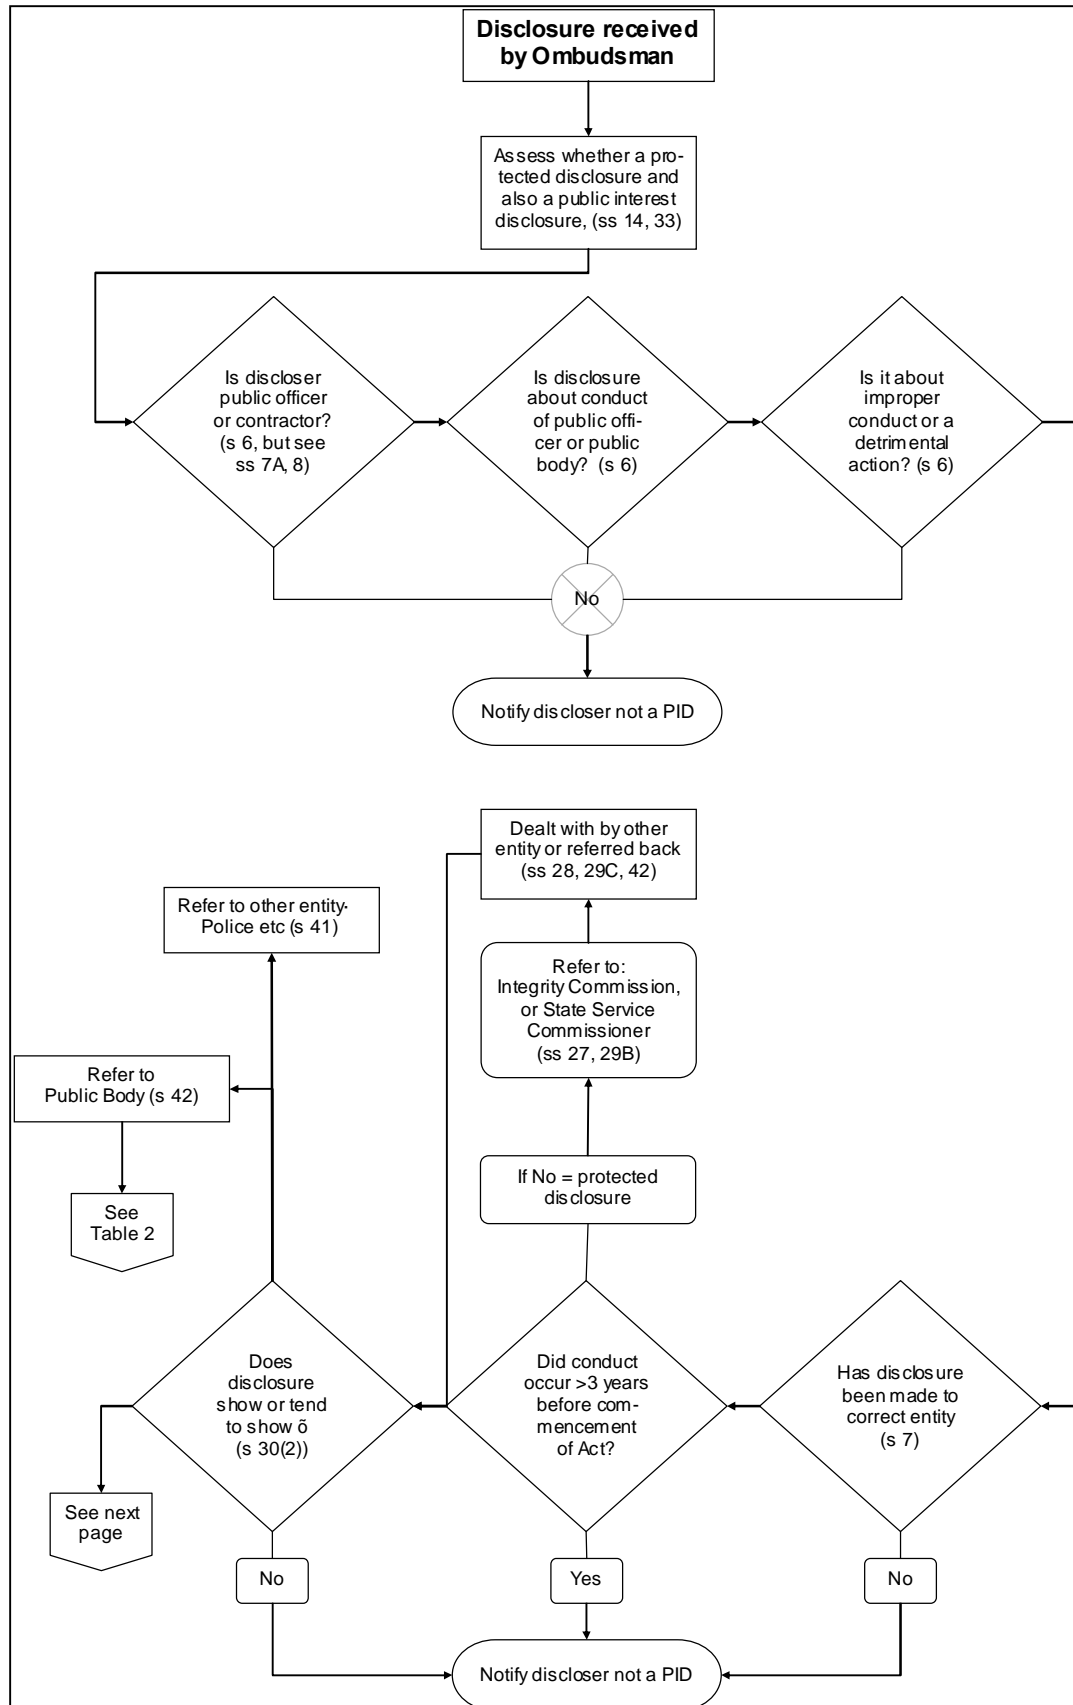 Disclosure received
by Ombudsman
Assess whether a pro-
tected disclosure and
also a public interest
disclosure, (ss 14, 33)
Is discloser
public officer
or contractor?
(s 6, but see
ss 7A, 8)
Is disclosure
about conduct
of public offi-
cer or public
body? (s 6)
Is it about
improper
conduct or a
detrimental
action? (s 6)
No
Notify discloser not a PID
Dealt with by other
entity or referred back
(ss 28, 29C, 42)
Refer to other entity·
Police etc (s 41)
Refer to:
Integrity Commission,
or State Service
Commissioner
(ss 27, 29B)
Refer to
Public Body (s 42)
If No = protected
disclosure
See
Table 2
Does
disclosure
show or tend
to show õ
(s 30(2))
Did conduct
occur >3 years
before com-
mencement
of Act?
Has disclosure
been made to
correct entity
(s 7)
See next
page
No
Yes
No
Notify discloser not a PID